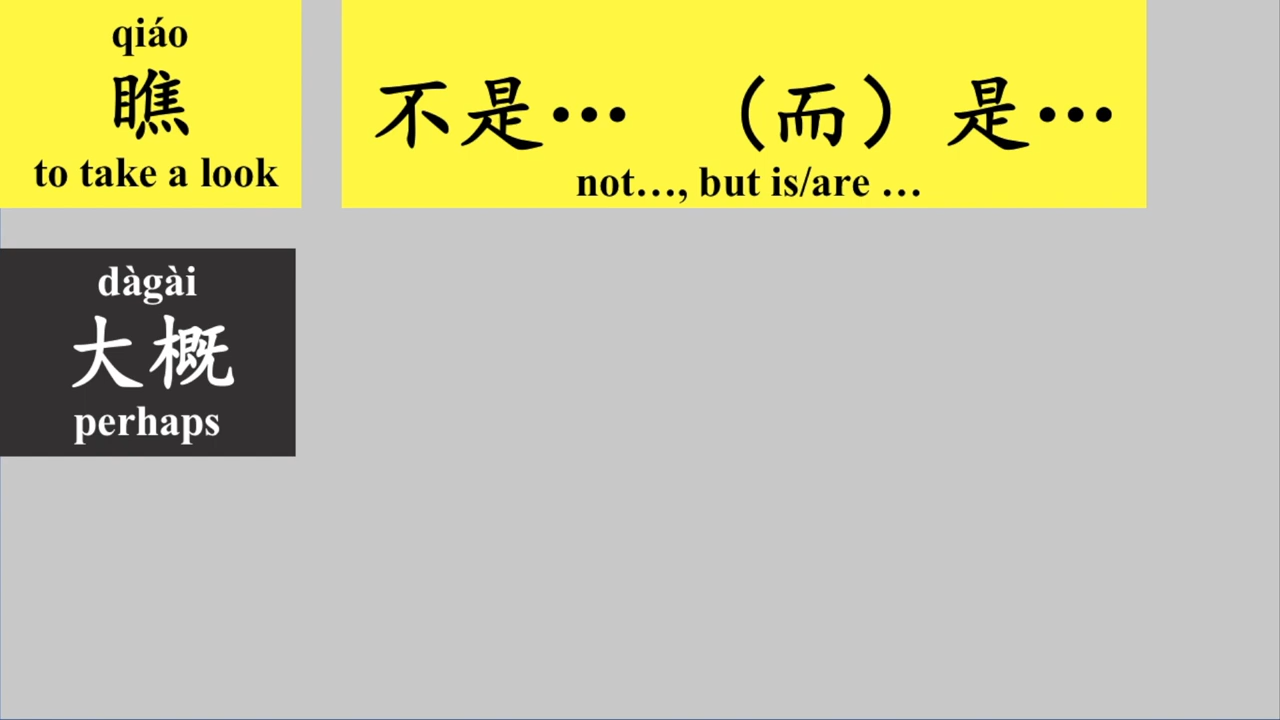 qiáo
瞧
to take a look
不是… （而）是…
not…, but is/are …
dàgài
大概
perhaps